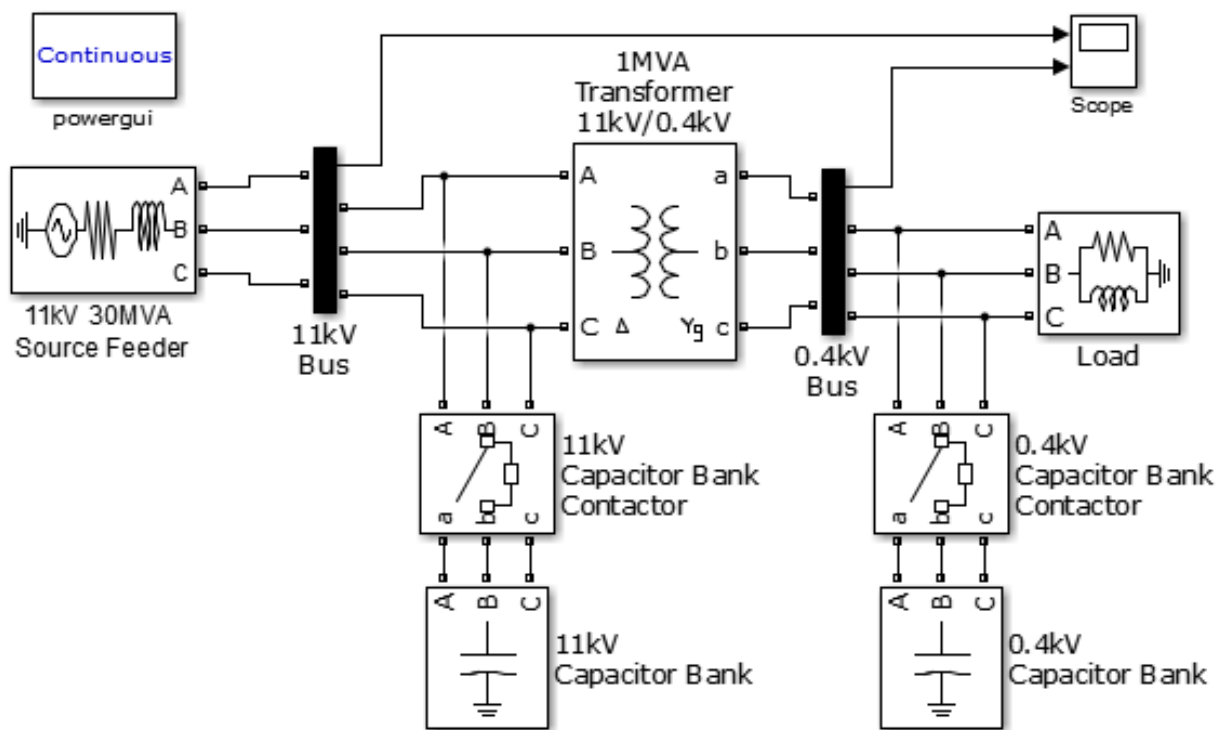 Continuous
powergui
1MVA
Transformer
11kV/0.4kV
Scope
A
B
C
11kV 30MVA
Source Feeder
11kV
Bus
A
B
C
Δ
Yg
a
b
c
0.4kV
Bus
A
B
C
Load
A B C
a b c
11kV
Capacitor Bank
Contactor
A B C
a b c
0.4kV
Capacitor Bank
Contactor
A B C
11kV
Capacitor Bank
A B C
0.4kV
Capacitor Bank